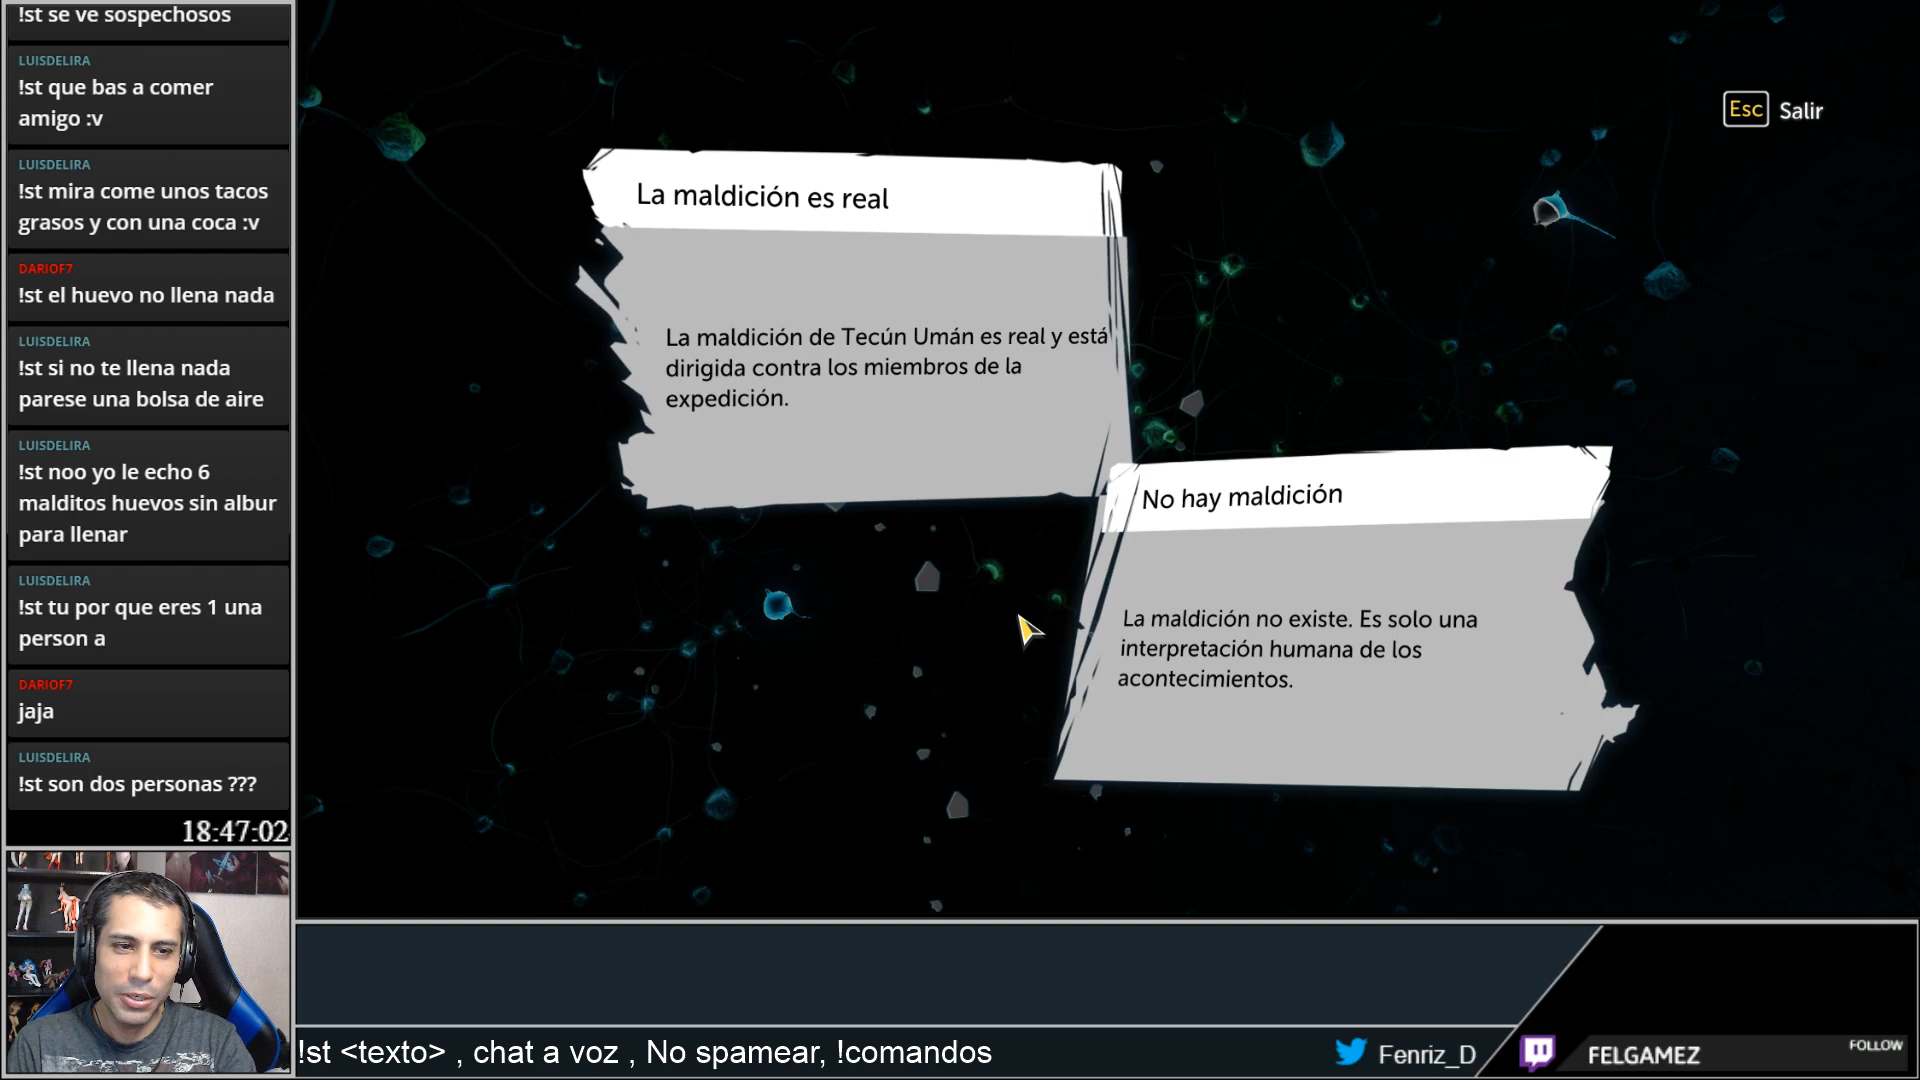 !st se ve sospechosos
LUISDELIRA
!st que bas a comer
amigo :v
LUISDELIRA
!st mira come unos tacos
grasos y con una coca :v
DARIOF7
!st el huevo no llena nada
LUISDELIRA
!st si no te llena nada
parese una bolsa de aire
LUISDELIRA
!st noo yo le echo 6
malditos huevos sin albur
para llenar
LUISDELIRA
!st tu por que eres 1 una
person a
DARIOF7
jaja
LUISDELIRA
!st son dos personas ???
18:47:02
Esc Salir
La maldición es real
La maldición de Tecún Umán es real y está
dirigida contra los miembros de la
expedición.
No hay maldición
La maldición no existe. Es solo una
interpretación humana de los
acontecimientos.
!st <texto> , chat a voz , No spamear, !comandos
Fenriz_D
FELGAMEZ
FOLLOW